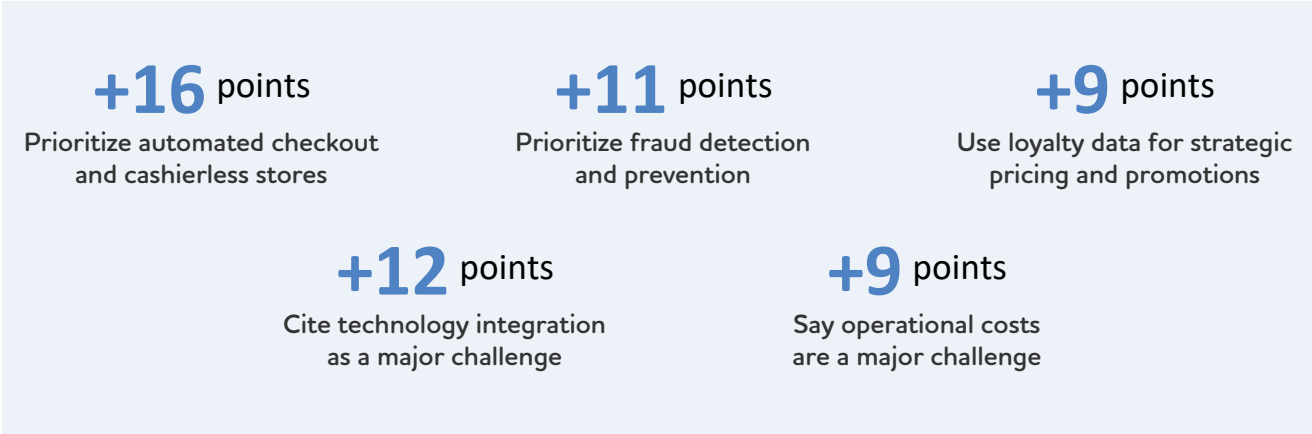 +16 points
Prioritize automated checkout
and cashierless stores
+11 points
Prioritize fraud detection
and prevention
+9 points
Use loyalty data for strategic
pricing and promotions
+12 points
Cite technology integration
as a major challenge
+9 points
Say operational costs
are a major challenge